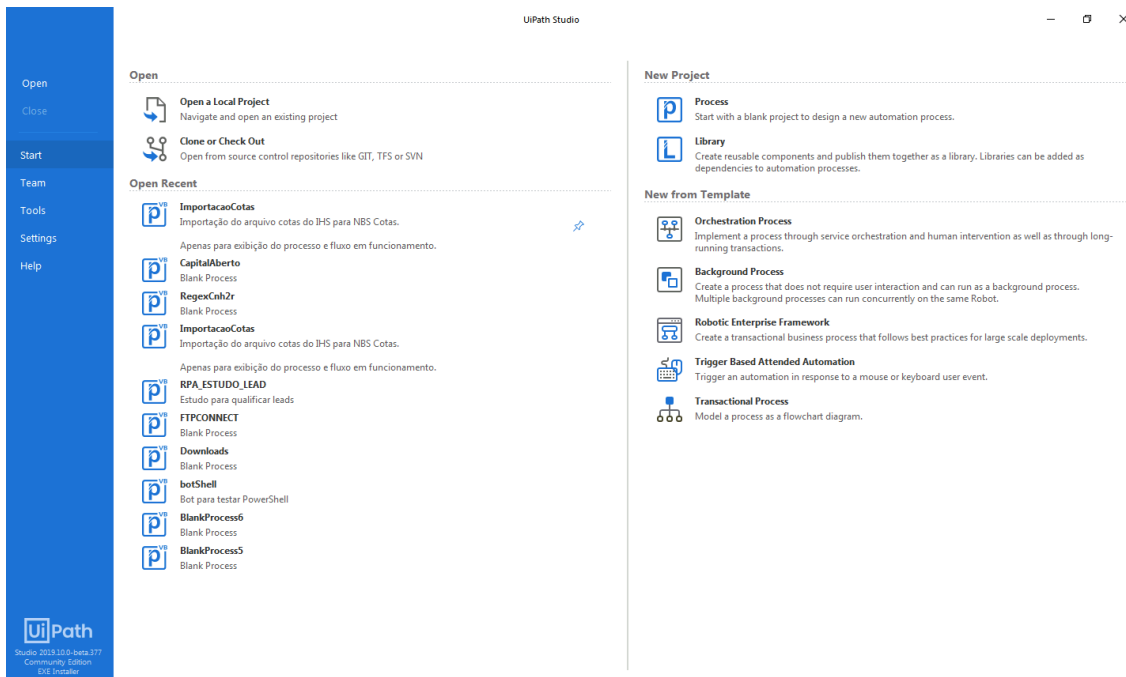 UiPath Studio
Open
Close
Start
Team
Tools
Settings
Help
UiPath
Studio 2019.10.0-beta.377
Community Edition
EXE Installer
Open
Open a Local Project
Navigate and open an existing project
Clone or Check Out
Open from source control repositories like GIT, TFS or SVN
Open Recent
VB
ImportacaoCotas
Importação do arquivo cotas do IHS para NBS Cotas.
Apenas para exibição do processo e fluxo em funcionamento.
VB
CapitalAberto
Blank Process
VB
RegexCnh2r
Blank Process
VB
ImportacaoCotas
Importação do arquivo cotas do IHS para NBS Cotas.
Apenas para exibição do processo e fluxo em funcionamento.
VB
RPA_ESTUDO_LEAD
Estudo para qualificar leads
VB
FTPCONNECT
Blank Process
VB
Downloads
Blank Process
VB
botShell
Bot para testar PowerShell
VB
BlankProcess6
Blank Process
VB
BlankProcess5
Blank Process
New Project
Process
Start with a blank project to design a new automation process.
Library
Create reusable components and publish them together as a library. Libraries can be added as
dependencies to automation processes.
New from Template
Orchestration Process
Implement a process through service orchestration and human intervention as well as through long-
running transactions.
Background Process
Create a process that does not require user interaction and can run as a background process.
Multiple background processes can run concurrently on the same Robot.
Robotic Enterprise Framework
Create a transactional business process that follows best practices for large scale deployments.
Trigger Based Attended Automation
Trigger an automation in response to a mouse or keyboard user event.
Transactional Process
Model a process as a flowchart diagram.